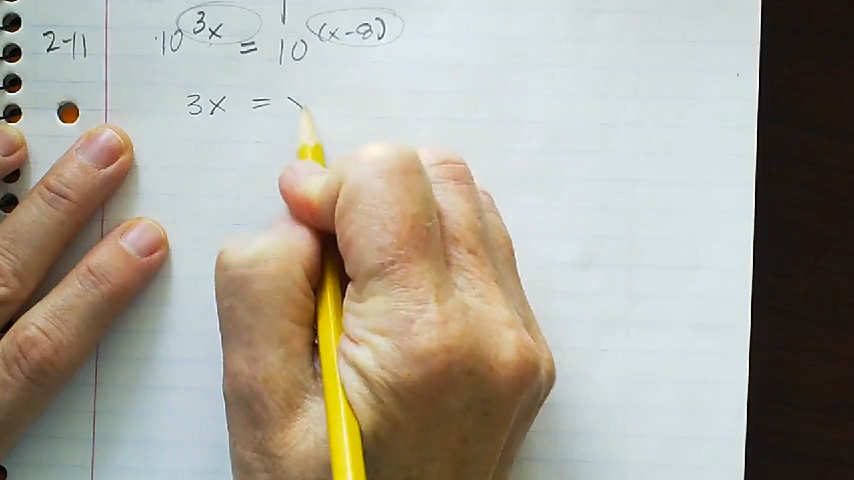 2-11 10^3x = 10^(x-8)
3x = x